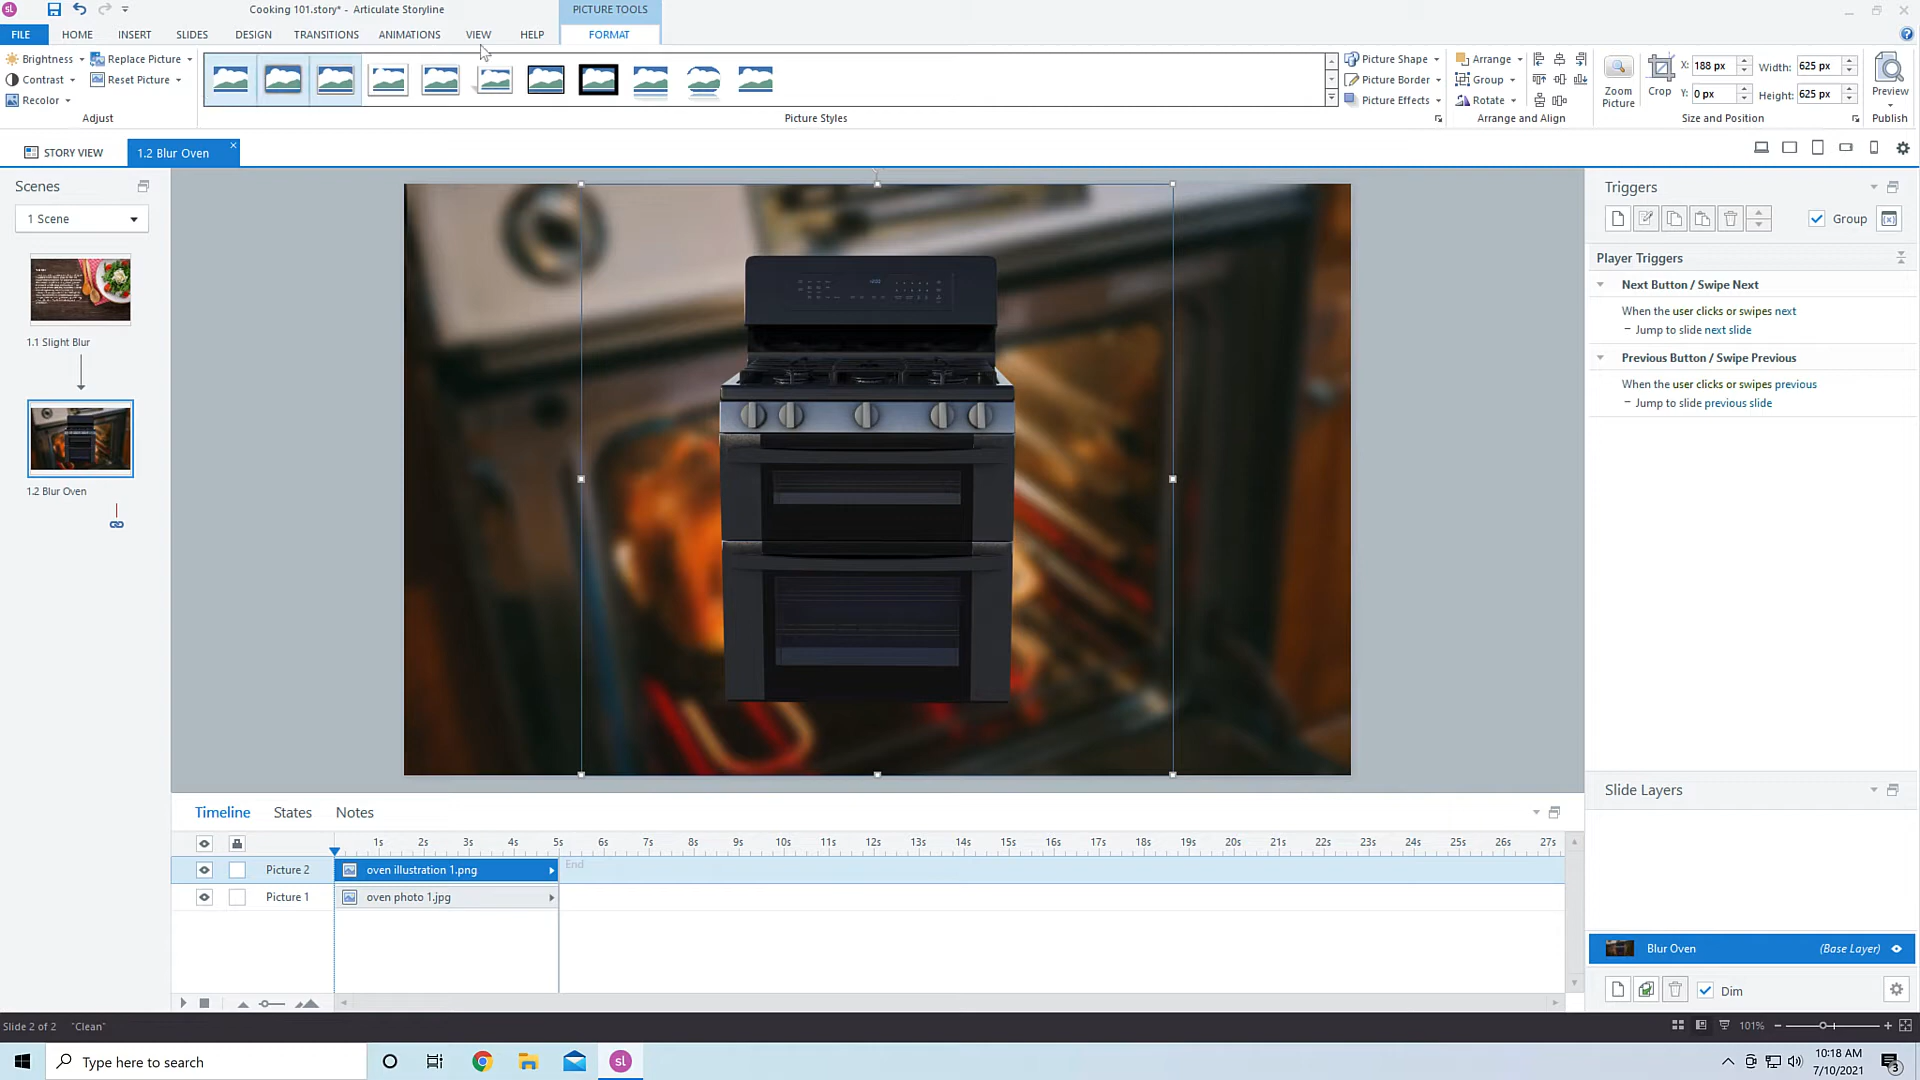 Cooking 101.story* - Articulate Storyline
PICTURE TOOLS
FILE HOME INSERT SLIDES DESIGN TRANSITIONS ANIMATIONS VIEW HELP FORMAT
Brightness Replace Picture
Contrast Reset Picture
Recolor
Adjust
Picture Styles
Picture Shape
Picture Border
Picture Effects
Arrange
Group
Rotate
Arrange and Align
Zoom Picture
Crop
X: 188 px Width: 625 px
Y: 0 px Height: 625 px
Size and Position
Preview
Publish
STORY VIEW 1.2 Blur Oven
Scenes
1 Scene
1.1 Slight Blur
1.2 Blur Oven
Triggers
Group
Player Triggers
Next Button / Swipe Next
When the user clicks or swipes next
Jump to slide next slide
Previous Button / Swipe Previous
When the user clicks or swipes previous
Jump to slide previous slide
Slide Layers
Blur Oven (Base Layer)
Dim
Timeline States Notes
1s 2s 3s 4s 5s 6s 7s 8s 9s 10s 11s 12s 13s 14s 15s 16s 17s 18s 19s 20s 21s 22s 23s 24s 25s 26s 27s
Picture 2 oven illustration 1.png End
Picture 1 oven photo 1.jpg
Slide 2 of 2 "Clean" 101%
Type here to search
sl
10:18 AM
7/10/2021
3